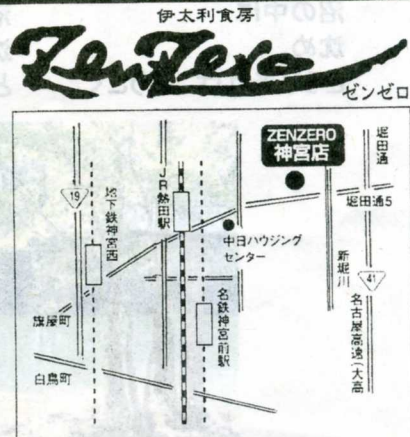 伊太利食房
ZenZero
ゼンゼロ
ZENZERO
神宮店
堀田通
堀田通5
19
地下鉄神宮西
JR熱田駅
中日ハウジング
センター
新堀川
41
名古屋高速(大高
名鉄神宮前駅
旗屋町
白鳥町